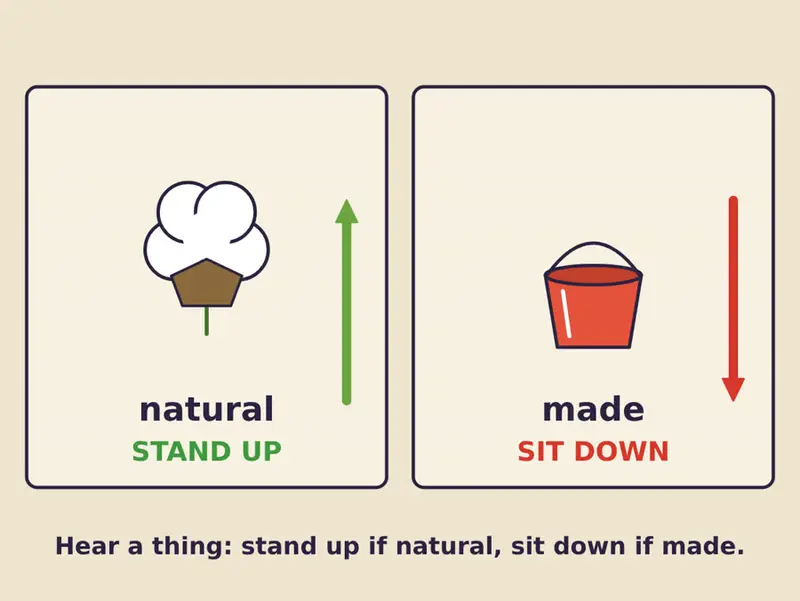 natural
STAND UP
made
SIT DOWN
Hear a thing: stand up if natural, sit down if made.